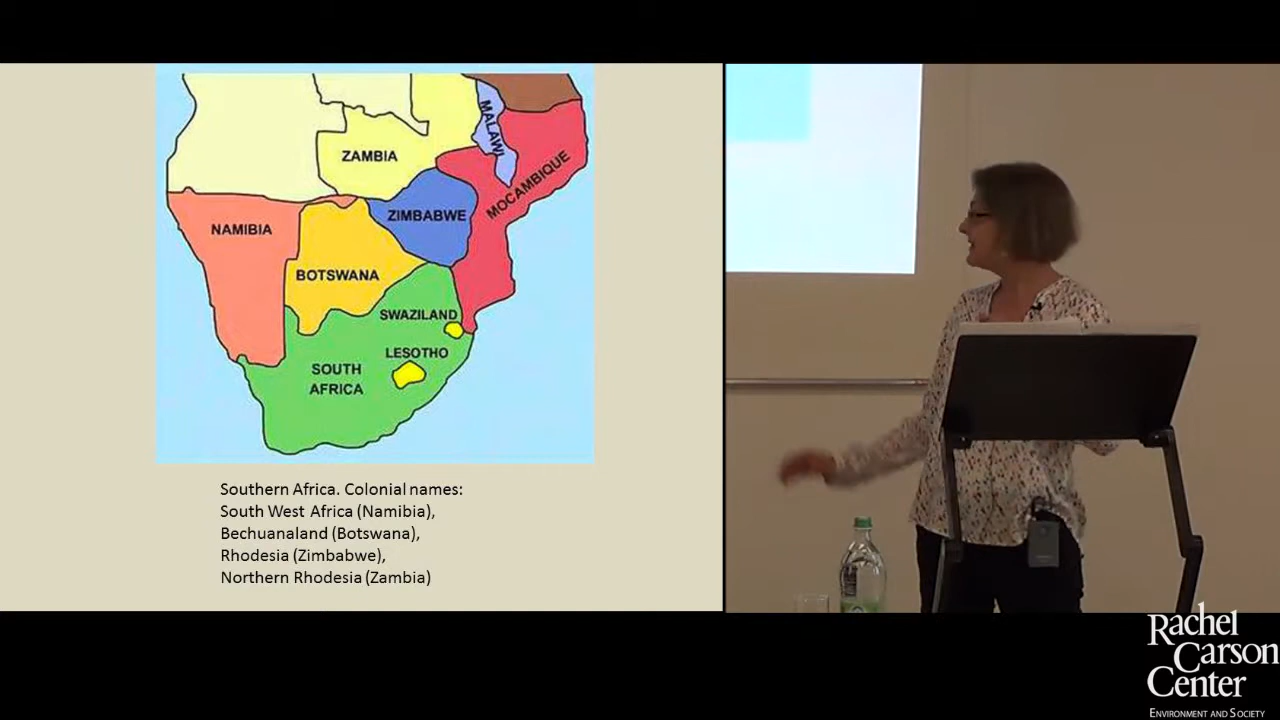 MALAWI
ZAMBIA
MOCAMBIQUE
ZIMBABWE
NAMIBIA
BOTSWANA
SWAZILAND
LESOTHO
SOUTH
AFRICA
Southern Africa. Colonial names:
South West Africa (Namibia),
Bechuanaland (Botswana),
Rhodesia (Zimbabwe),
Northern Rhodesia (Zambia)
Rachel
Carson
Center
ENVIRONMENT AND SOCIETY